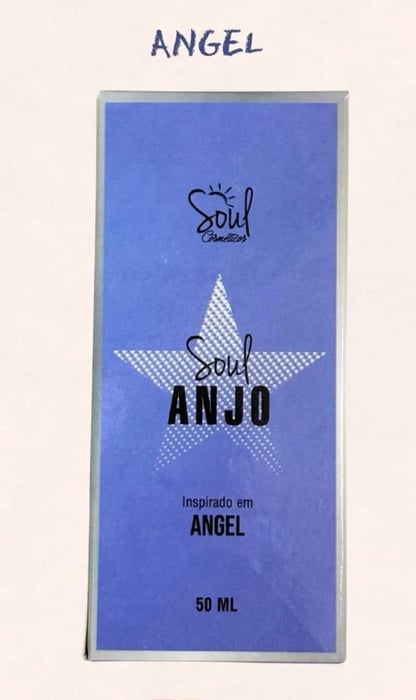 ANGEL
Soul
Cosméticos
Soul
ANJO
Inspirado em
ANGEL
50 ML